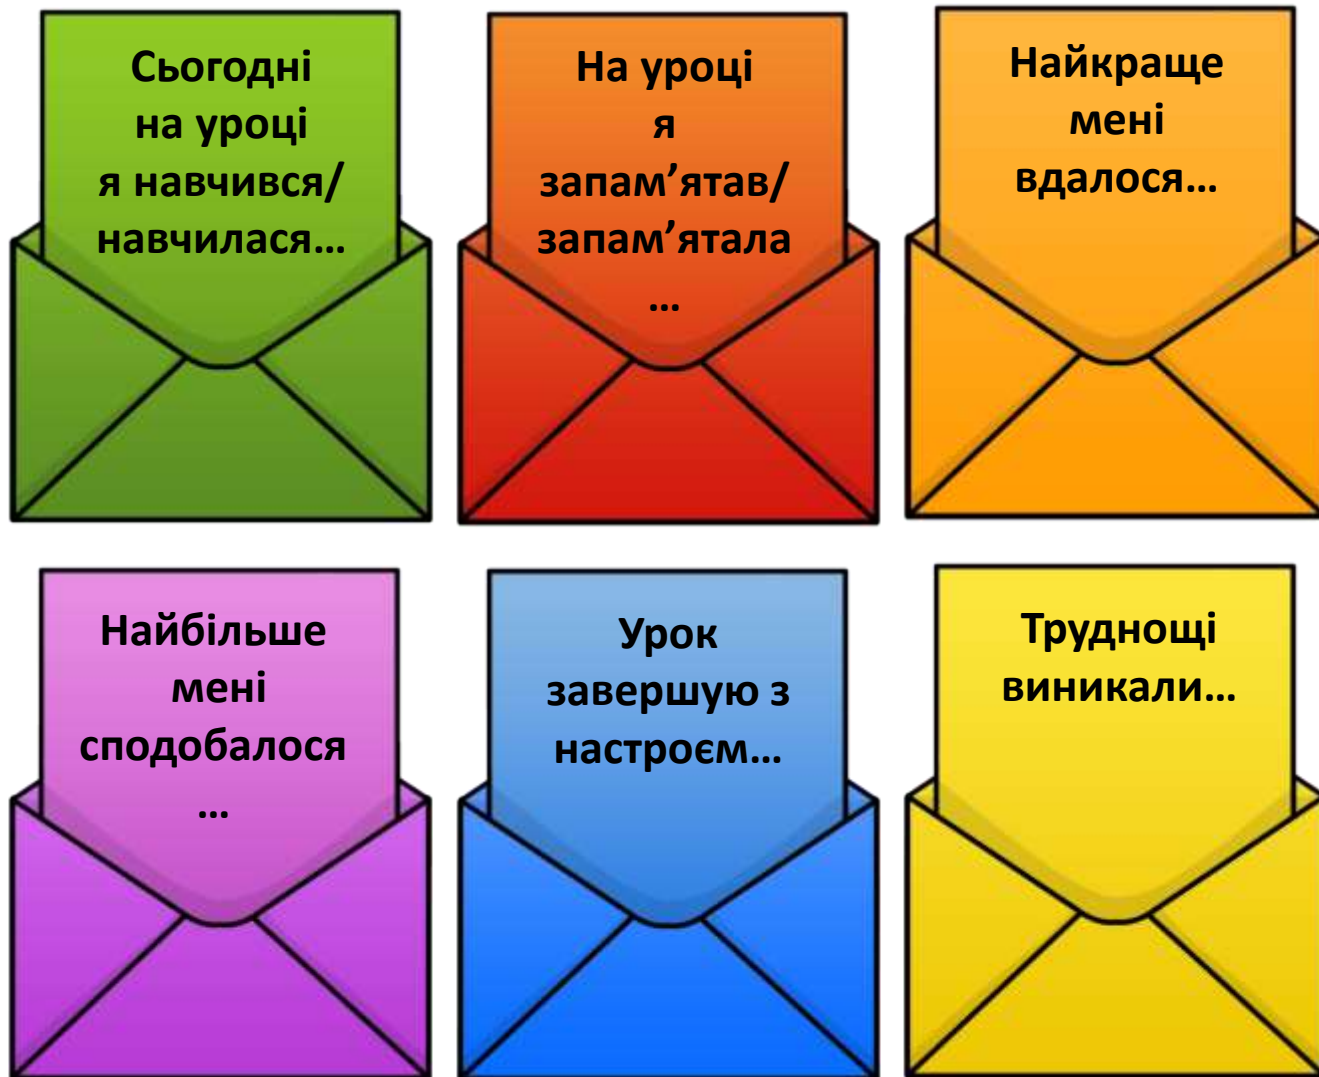 Сьогодні
на уроці
я навчився/
навчилася…
На уроці
я
запам’ятав/
запам’ятала
…
Найкраще
мені
вдалося…
Найбільше
мені
сподобалося
…
Урок
завершую з
настроєм…
Труднощі
виникали…